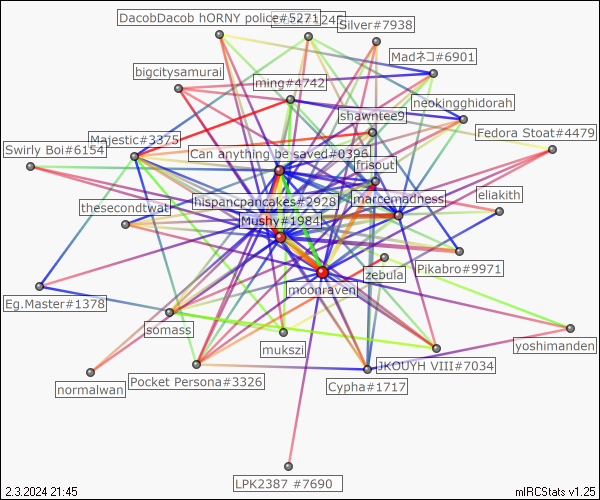 DacobDacob hORNY police#5271
Silver#7938
Madネコ#6901
bigcitysamurai
ming#4742
neokingghidorah
shawntee9
Fedora Stoat#4479
Majestic#3375
Swirly Boi#6154
Can anything be saved#0396
frisout
eliakith
hispancpancakes#2928
marcemadness
thesecondtwat
Mushy#1984
Pikabro#9971
zebula
moonraven
Eg.Master#1378
somass
yoshimanden
mukszi
JKOUYH VIII#7034
Pocket Persona#3326
Cypha#1717
normalwan
LPK2387 #7690
2.3.2024 21:45
mIRCStats v1.25